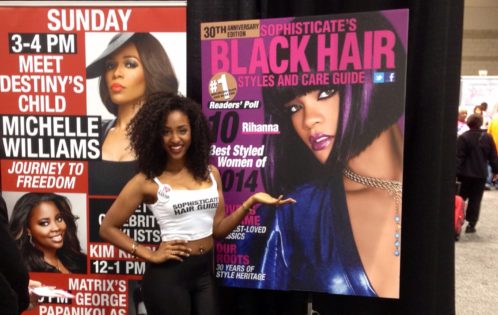 SUNDAY
3-4 PM
MEET
DESTINY'S
CHILD
MICHELLE
WILLIAMS
JOURNEY TO
FREEDOM
KIM
12-1 PM
MATRIX'S
GEORGE
PAPANIKOLAS
30TH ANNIVERSARY
EDITION
SOPHISTICATE'S
BLACK HAIR
STYLES AND CARE GUIDE
#1
Readers' Poll
10 Rihanna
Best Styled
Women of
2014
OUR
ROOTS
30 YEARS OF
STYLE HERITAGE
SOPHISTICATE'S
HAIR GUIDE